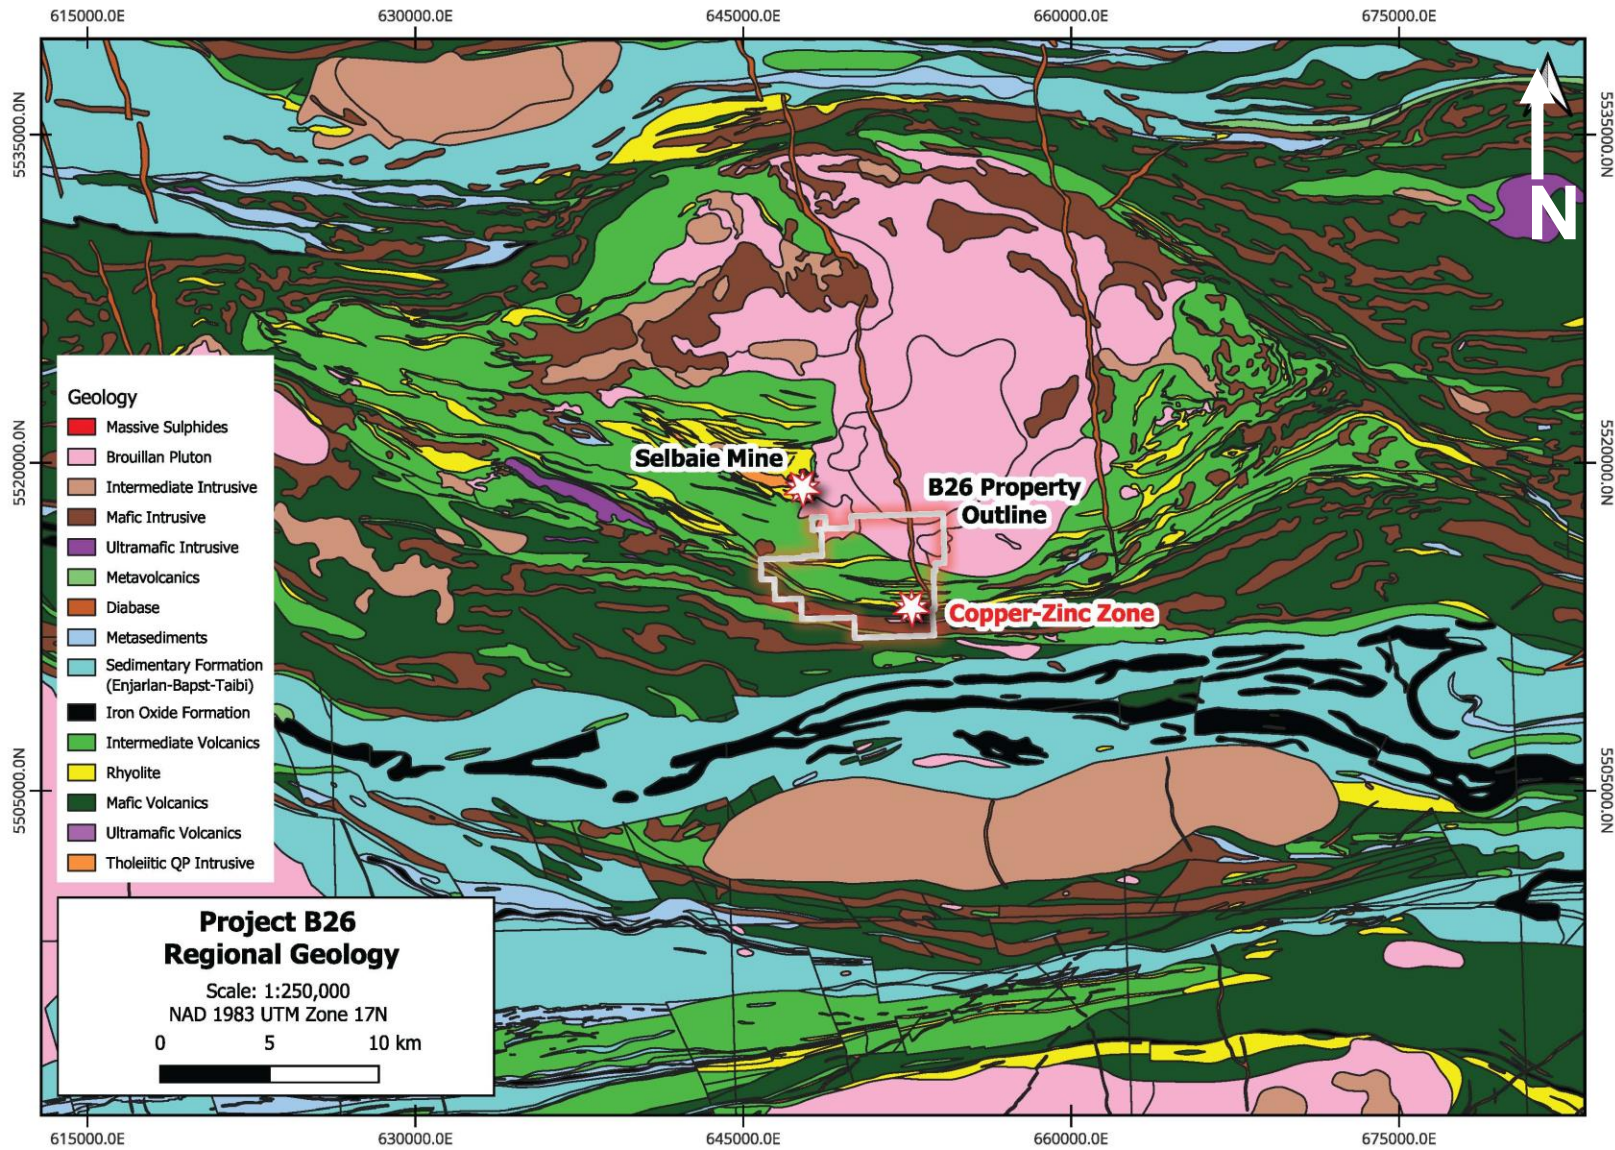 615000.0E 630000.0E 645000.0E 660000.0E 675000.0E
5535000.0N
5535000.0N
N
5520000.0N
5520000.0N
5505000.0N
5505000.0N
Selbaie Mine
B26 Property
Outline
Copper-Zinc Zone
Geology
Massive Sulphides
Brouillan Pluton
Intermediate Intrusive
Mafic Intrusive
Ultramafic Intrusive
Metavolcanics
Diabase
Metasediments
Sedimentary Formation
(Enjarlan-Bapst-Taibi)
Iron Oxide Formation
Intermediate Volcanics
Rhyolite
Mafic Volcanics
Ultramafic Volcanics
Tholeiitic QP Intrusive
Project B26
Regional Geology
Scale: 1:250,000
NAD 1983 UTM Zone 17N
0 5 10 km
615000.0E 630000.0E 645000.0E 660000.0E 675000.0E